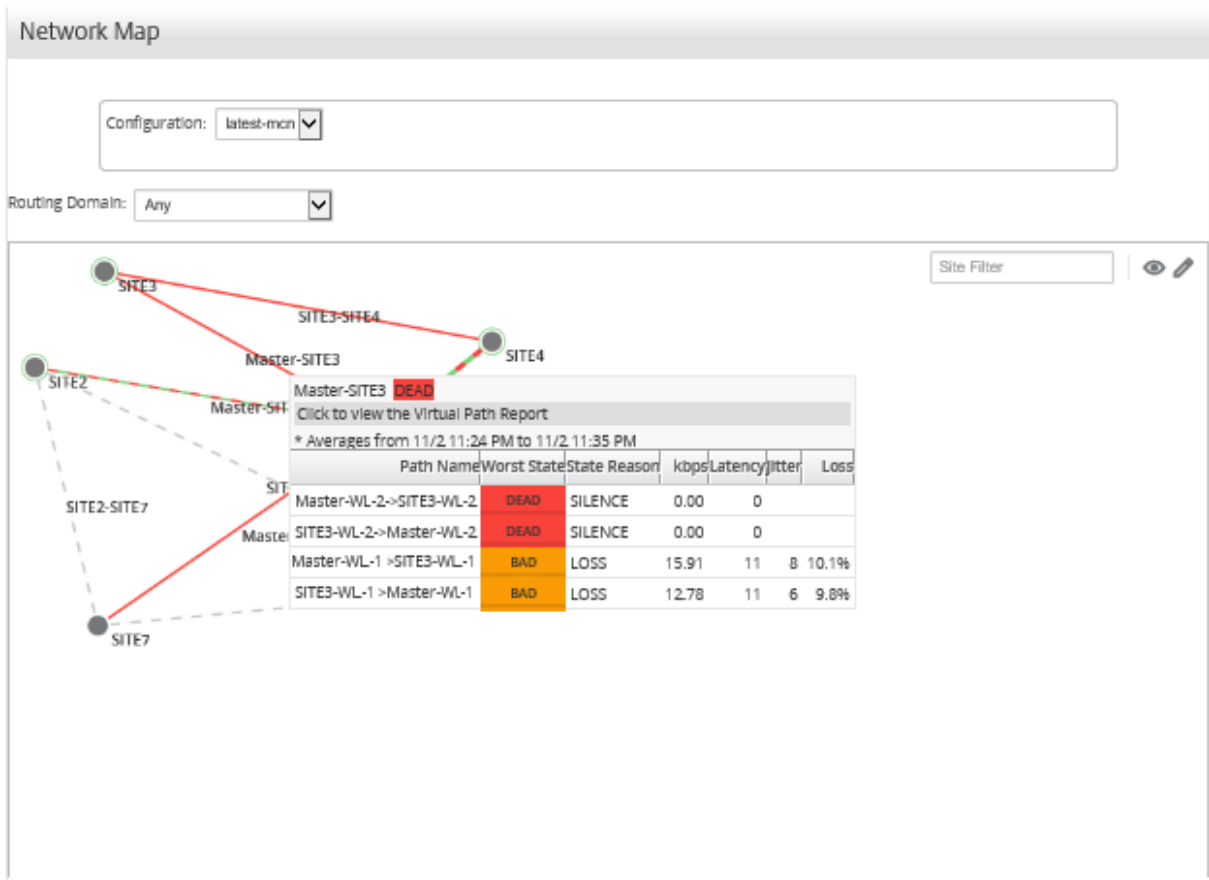 Network Map
Configuration: latest-mcn
Routing Domain: Any
Site Filter
SITE3
SITE3-SITE4
SITE4
Master-SITE3
SITE2
Master-SIT
Master-SITE3 DEAD
Click to view the Virtual Path Report
* Averages from 11/2 11:24 PM to 11/2 11:35 PM
Path Name Worst State State Reason kbps Latency Jitter Loss
Master-WL-2->SITE3-WL-2 DEAD SILENCE 0.00 0
SITE3-WL-2->Master-WL-2 DEAD SILENCE 0.00 0
Master-WL-1 >SITE3-WL-1 BAD LOSS 15.91 11 8 10.1%
SITE3-WL-1 >Master-WL-1 BAD LOSS 12.78 11 6 9.8%
SIT
SITE2-SITE7
Maste
SITE7